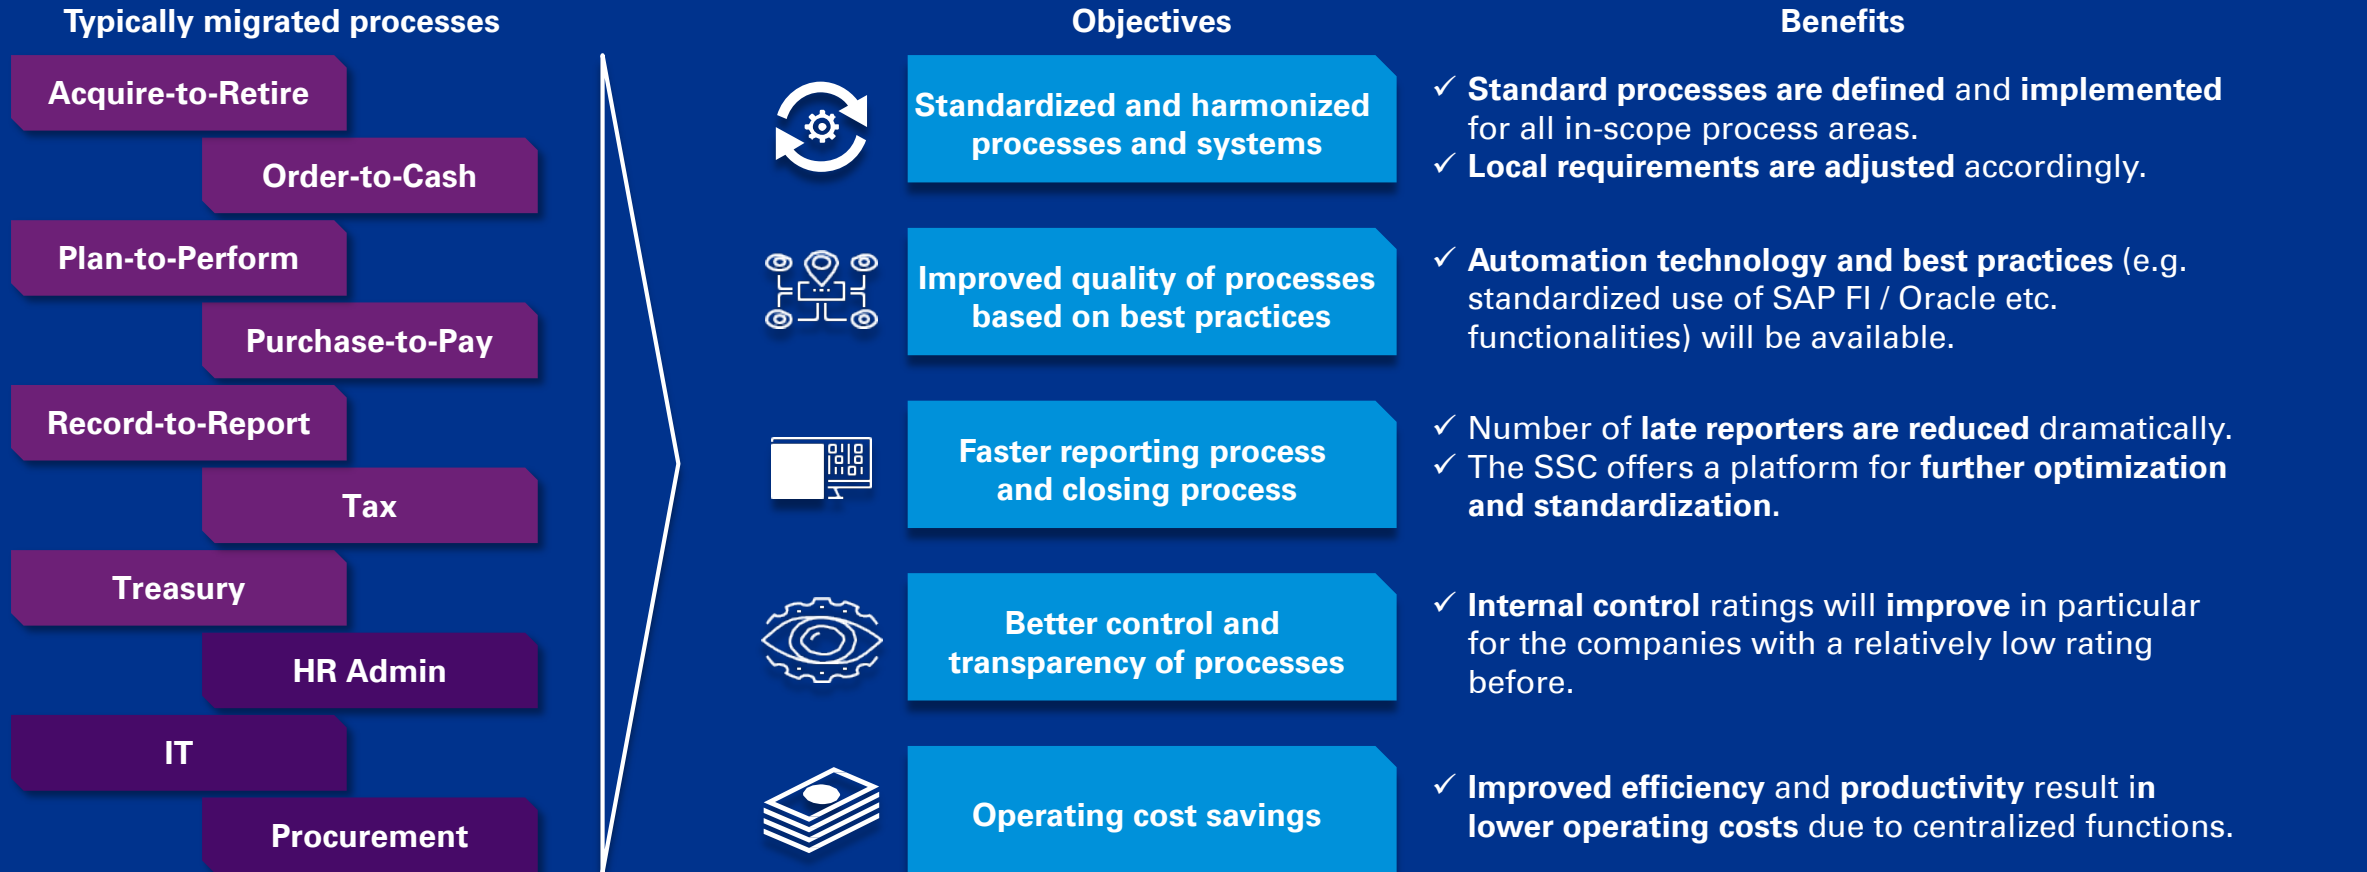 Typically migrated processes
Acquire-to-Retire
Order-to-Cash
Plan-to-Perform
Purchase-to-Pay
Record-to-Report
Tax
Treasury
HR Admin
IT
Procurement
Objectives
Standardized and harmonized
processes and systems
Improved quality of processes
based on best practices
Faster reporting process
and closing process
Better control and
transparency of processes
Operating cost savings
Benefits
✓ Standard processes are defined and implemented
for all in-scope process areas.
✓ Local requirements are adjusted accordingly.
✓ Automation technology and best practices (e.g.
standardized use of SAP FI / Oracle etc.
functionalities) will be available.
✓ Number of late reporters are reduced dramatically.
✓ The SSC offers a platform for further optimization
and standardization.
✓ Internal control ratings will improve in particular
for the companies with a relatively low rating
before.
✓ Improved efficiency and productivity result in
lower operating costs due to centralized functions.